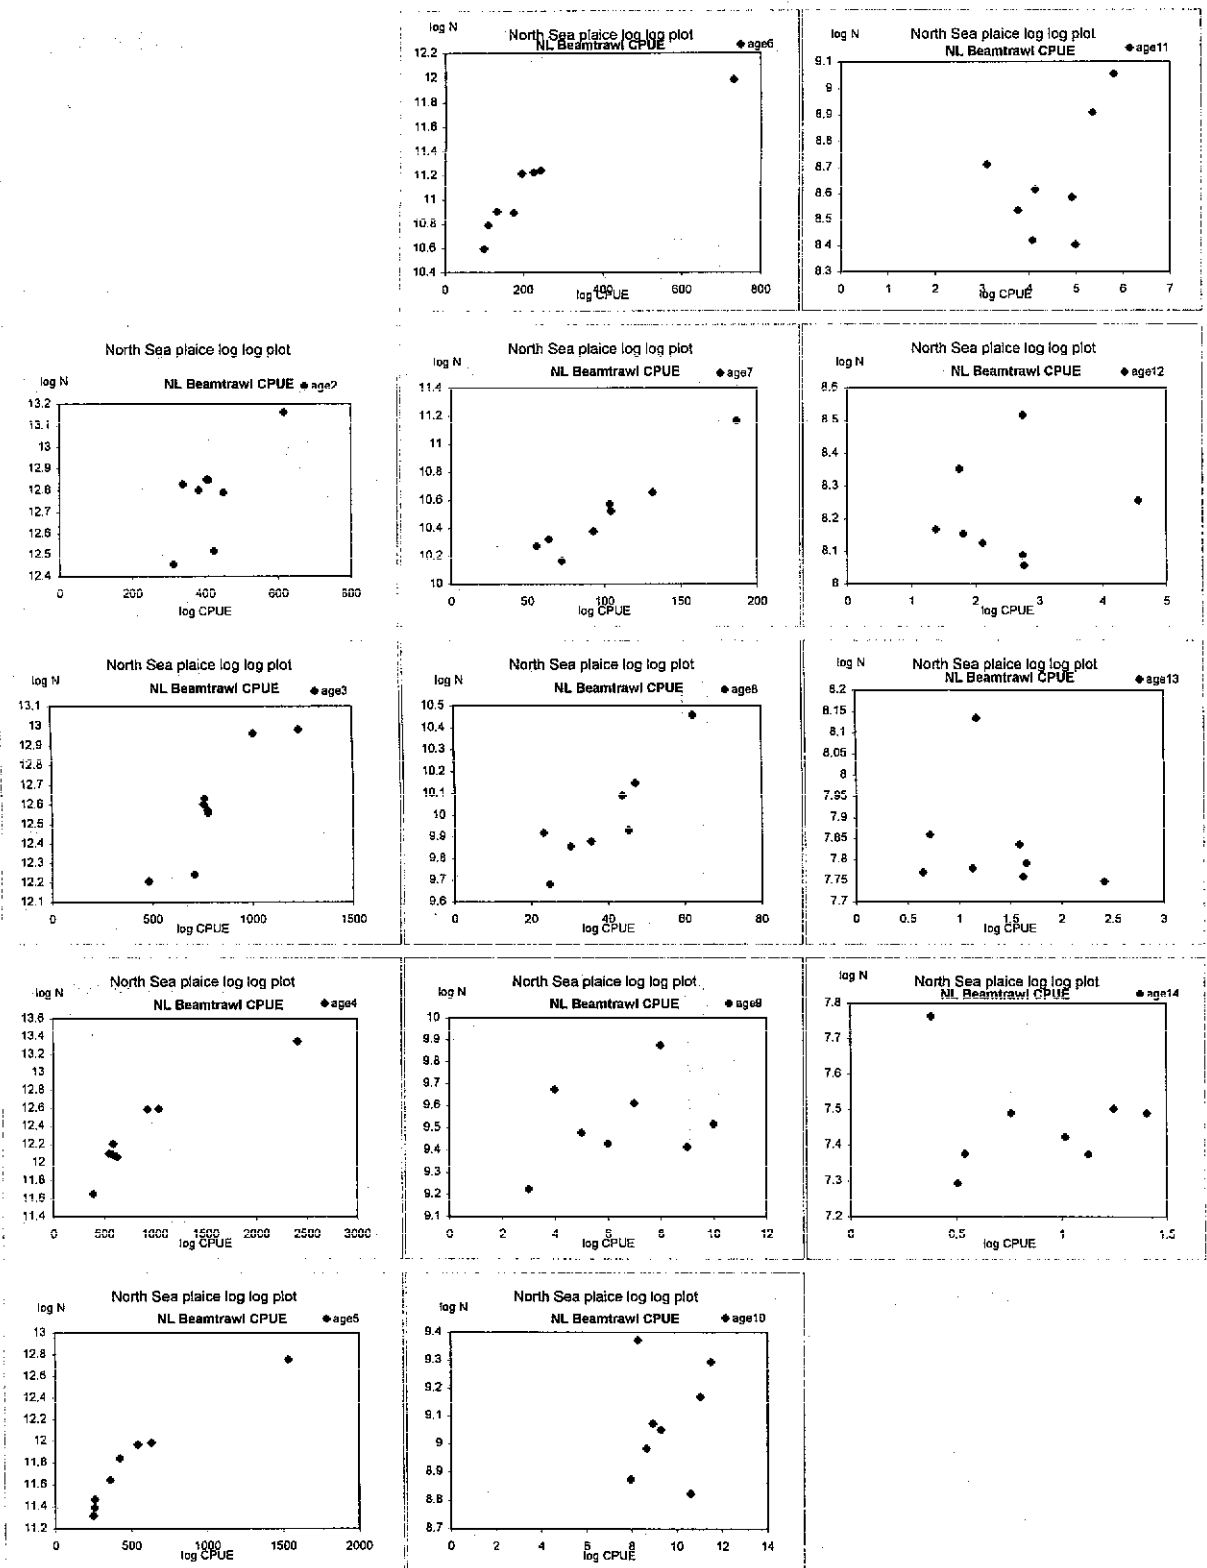 North Sea plaice log log plot
log N
NL Beamtrawl CPUE
age6
12.2
12
11.8
11.6
11.4
11.2
11
10.8
10.6
10.4
0 200 400 600 800
log CPUE
North Sea plaice log log plot
log N
NL Beamtrawl CPUE
age11
9.1
9
8.9
8.8
8.7
8.6
8.5
8.4
8.3
0 1 2 3 4 5 6 7
log CPUE
North Sea plaice log log plot
log N
NL Beamtrawl CPUE
age2
13.2
13.1
13
12.9
12.8
12.7
12.6
12.5
12.4
0 200 400 600 800
log CPUE
North Sea plaice log log plot
log N
NL Beamtrawl CPUE
age7
11.4
11.2
11
10.8
10.6
10.4
10.2
10
0 50 100 150 200
log CPUE
North Sea plaice log log plot
log N
NL Beamtrawl CPUE
age12
8.6
8.5
8.4
8.3
8.2
8.1
8
0 1 2 3 4 5
log CPUE
North Sea plaice log log plot
log N
NL Beamtrawl CPUE
age3
13.1
13
12.9
12.8
12.7
12.6
12.5
12.4
12.3
12.2
12.1
0 500 1000 1500
log CPUE
North Sea plaice log log plot
log N
NL Beamtrawl CPUE
age8
10.5
10.4
10.3
10.2
10.1
10
9.9
9.8
9.7
9.6
0 20 40 60 80
log CPUE
North Sea plaice log log plot
log N
NL Beamtrawl CPUE
age13
8.2
8.15
8.1
8.05
8
7.95
7.9
7.85
7.8
7.75
7.7
0 0.5 1 1.5 2 2.5 3
log CPUE
North Sea plaice log log plot
log N
NL Beamtrawl CPUE
age4
13.6
13.4
13.2
13
12.8
12.6
12.4
12.2
12
11.8
11.6
11.4
0 500 1000 1500 2000 2500 3000
log CPUE
North Sea plaice log log plot
log N
NL Beamtrawl CPUE
age9
10
9.9
9.8
9.7
9.6
9.5
9.4
9.3
9.2
9.1
0 2 4 6 8 10 12
log CPUE
North Sea plaice log log plot
log N
NL Beamtrawl CPUE
age14
7.8
7.7
7.6
7.5
7.4
7.3
7.2
0 0.5 1 1.5
log CPUE
North Sea plaice log log plot
log N
NL Beamtrawl CPUE
age5
13
12.8
12.6
12.4
12.2
12
11.8
11.6
11.4
11.2
0 500 1000 1500 2000
log CPUE
North Sea plaice log log plot
log N
NL Beamtrawl CPUE
age10
9.4
9.3
9.2
9.1
9
8.9
8.8
8.7
0 2 4 6 8 10 12 14
log CPUE